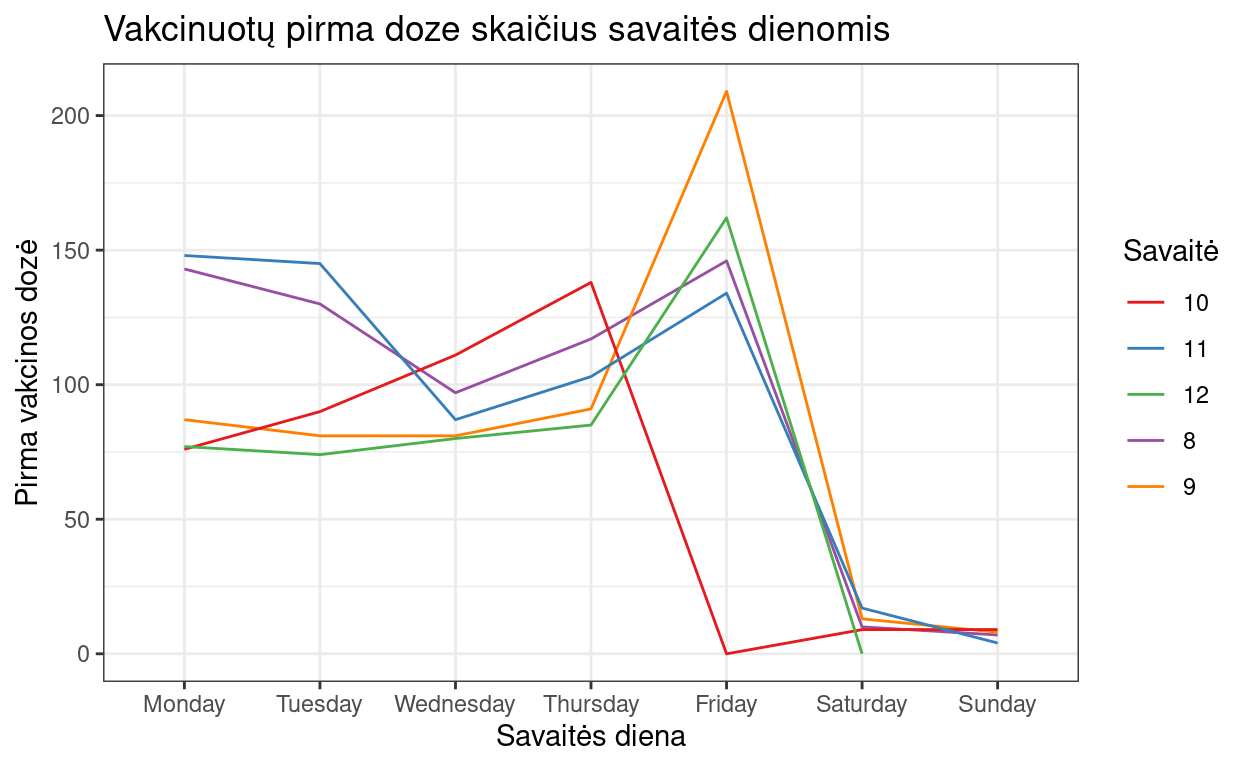 Vakcinuotų pirma doze skaičius savaitės dienomis
Pirma vakcinos dozė
200
150
100
50
0
Monday Tuesday Wednesday Thursday Friday Saturday Sunday
Savaitės diena
Savaitė
10
11
12
8
9